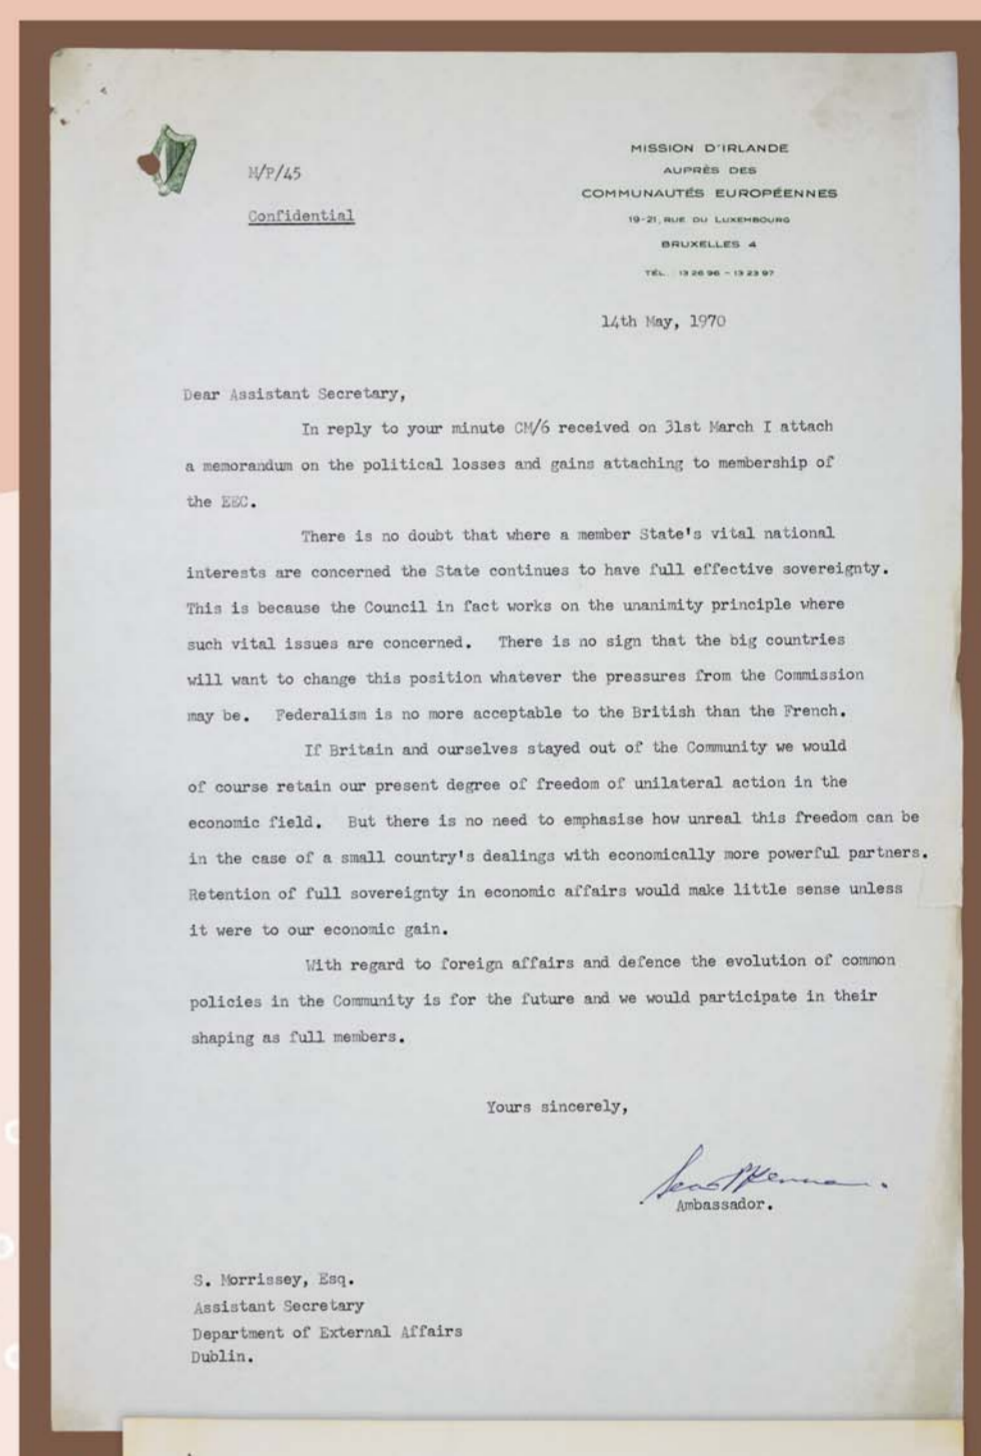 M/P/45
Confidential
MISSION D'IRLANDE
AUPRÈS DES
COMMUNAUTÉS EUROPÉENNES
19-21, RUE DU LUXEMBOURG
BRUXELLES 4
TÉL. 13 26 96 – 13 23 97
14th May, 1970
Dear Assistant Secretary,
In reply to your minute CM/6 received on 31st March I attach
a memorandum on the political losses and gains attaching to membership of
the EEC.
There is no doubt that where a member State's vital national
interests are concerned the State continues to have full effective sovereignty.
This is because the Council in fact works on the unanimity principle where
such vital issues are concerned. There is no sign that the big countries
will want to change this position whatever the pressures from the Commission
may be. Federalism is no more acceptable to the British than the French.
If Britain and ourselves stayed out of the Community we would
of course retain our present degree of freedom of unilateral action in the
economic field. But there is no need to emphasise how unreal this freedom can be
in the case of a small country's dealings with economically more powerful partners.
Retention of full sovereignty in economic affairs would make little sense unless
it were to our economic gain.
With regard to foreign affairs and defence the evolution of common
policies in the Community is for the future and we would participate in their
shaping as full members.
Yours sincerely,
Ambassador.
S. Morrissey, Esq.
Assistant Secretary
Department of External Affairs
Dublin.